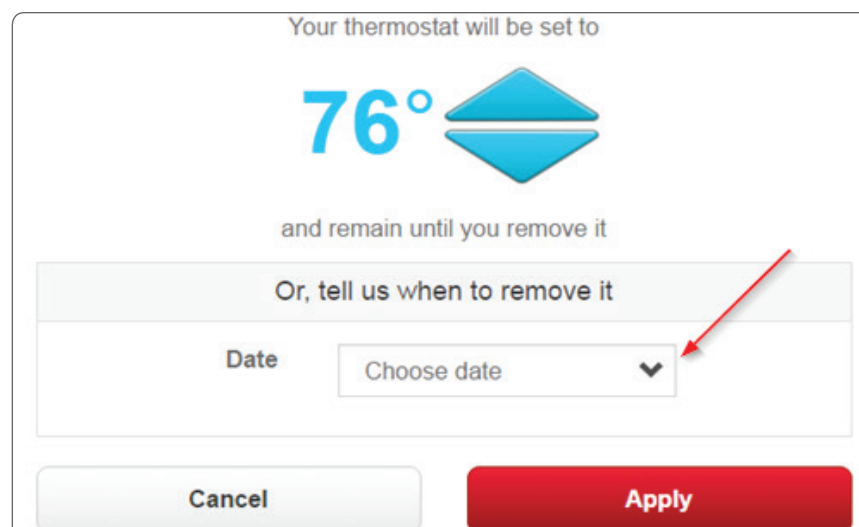 Your thermostat will be set to
76°
and remain until you remove it
Or, tell us when to remove it
Date
Choose date
Cancel
Apply